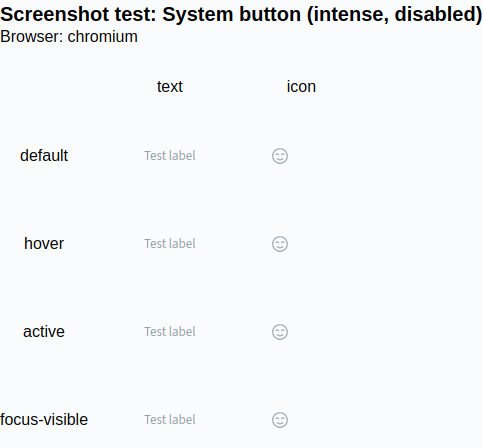 Screenshot test: System button (intense, disabled)
Browser: chromium
text icon
default Test label
hover Test label
active Test label
focus-visible Test label